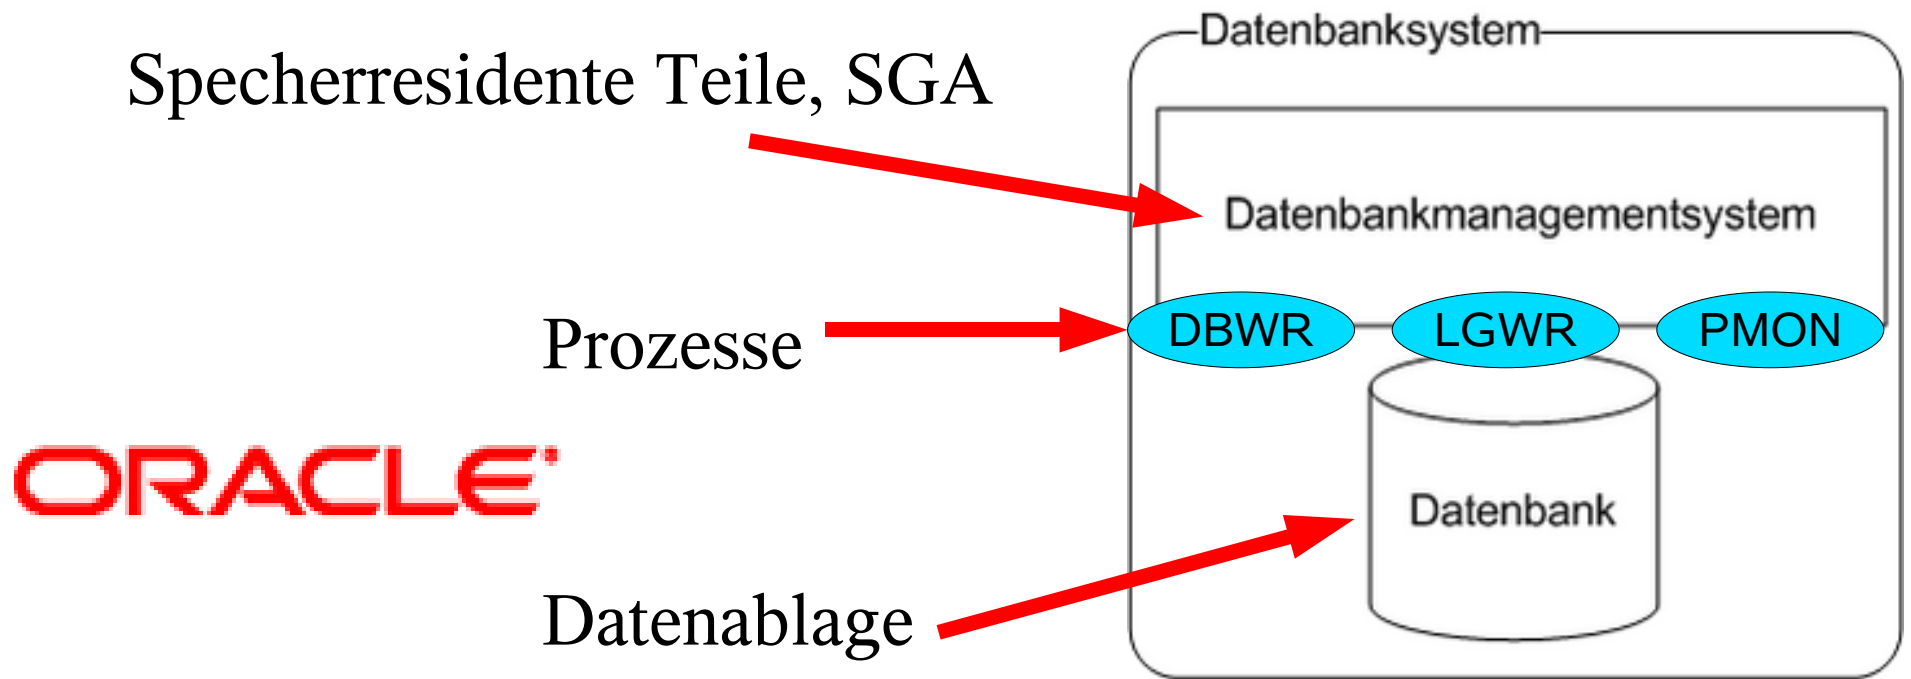 Datenbanksystem
Specherresidente Teile, SGA
Datenbankmanagementsystem
Prozesse
DBWR LGWR PMON
ORACLE
Datenbank
Datenablage